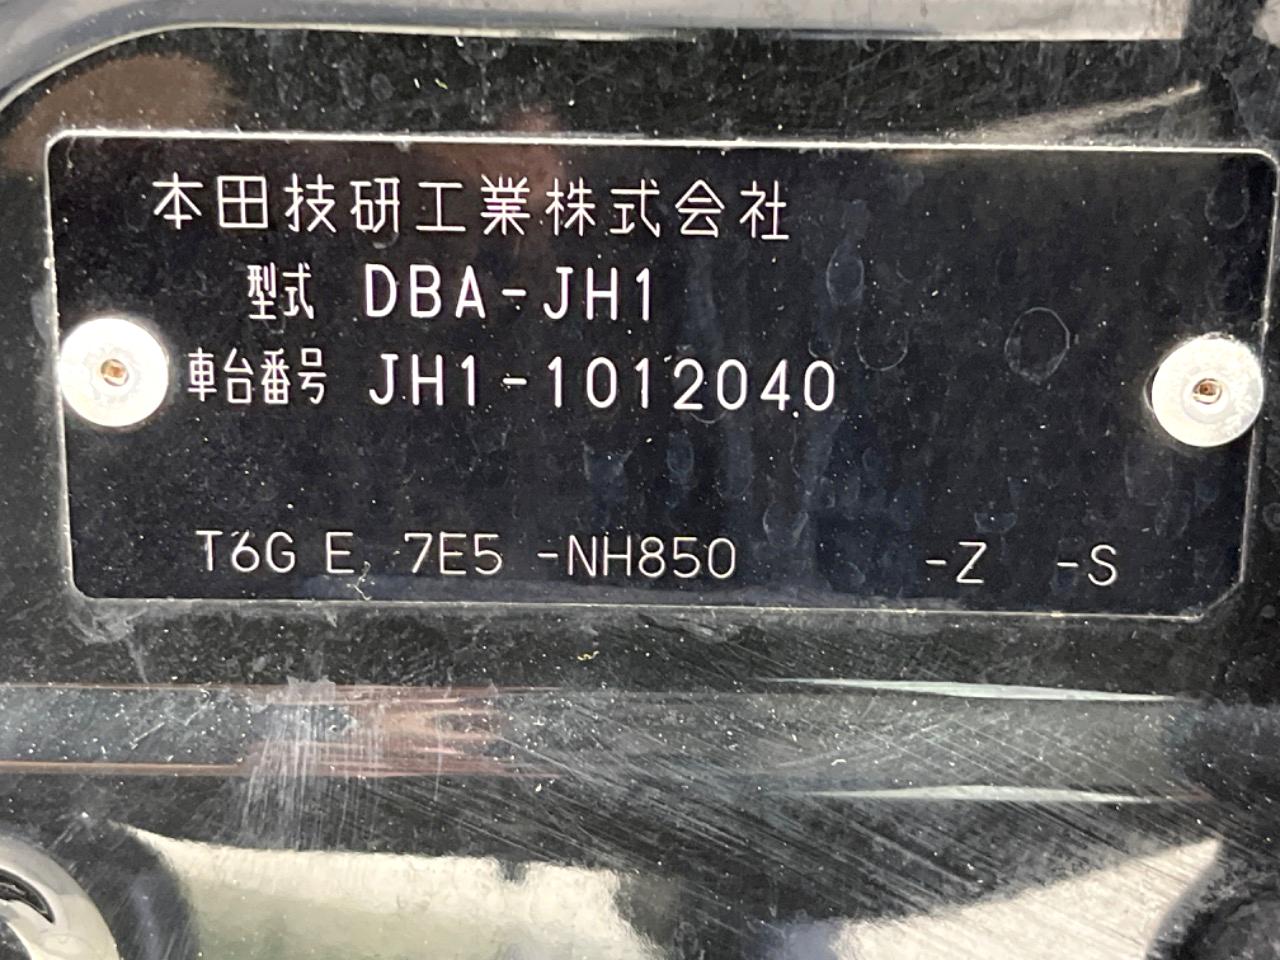 本田技研工業株式会社
型式 DBA-JH1
車台番号 JH1-1012040
T6G E 7E5 -NH850 -Z -S